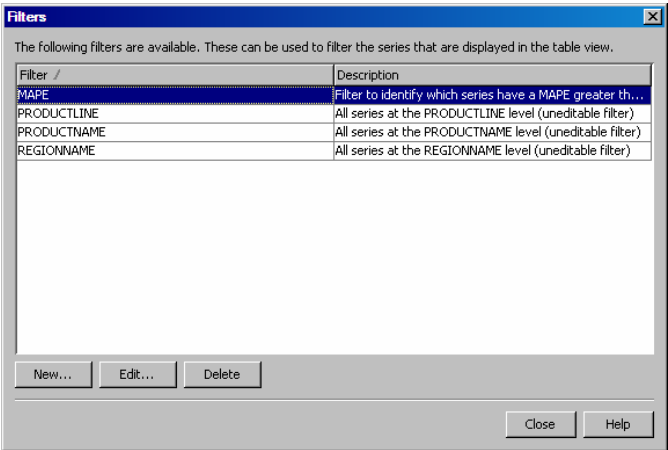 Filters
The following filters are available. These can be used to filter the series that are displayed in the table view.
Filter Description
MAPE Filter to identify which series have a MAPE greater th...
PRODUCTLINE All series at the PRODUCTLINE level (uneditable filter)
PRODUCTNAME All series at the PRODUCTNAME level (uneditable filter)
REGIONNAME All series at the REGIONNAME level (uneditable filter)
New... Edit... Delete
Close Help